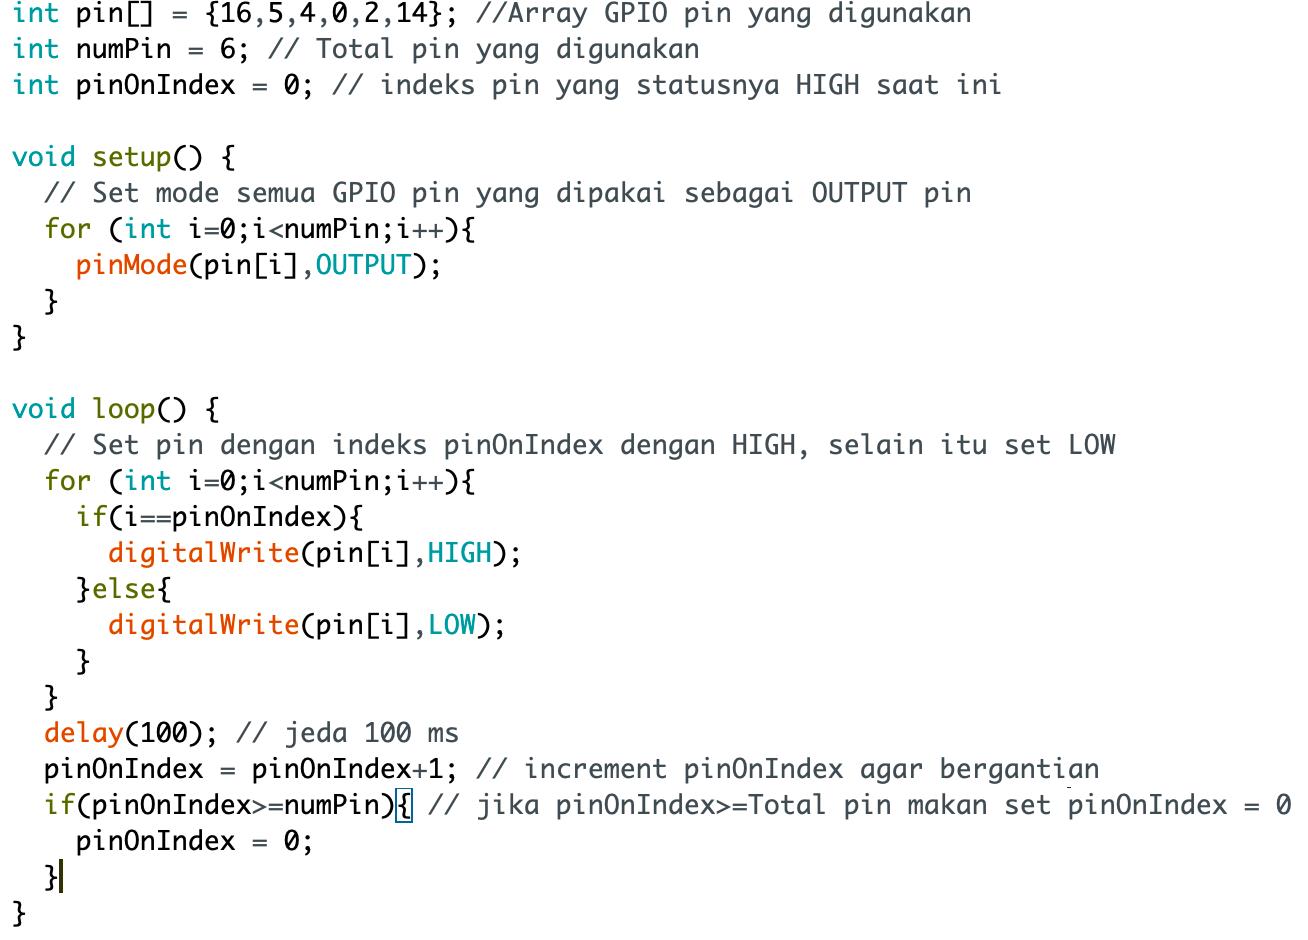 int pin[] = {16,5,4,0,2,14}; //Array GPIO pin yang digunakan
int numPin = 6; // Total pin yang digunakan
int pinOnIndex = 0; // indeks pin yang statusnya HIGH saat ini

void setup() {
  // Set mode semua GPIO pin yang dipakai sebagai OUTPUT pin
  for (int i=0;i<numPin;i++){
    pinMode(pin[i],OUTPUT);
  }
}

void loop() {
  // Set pin dengan indeks pinOnIndex dengan HIGH, selain itu set LOW
  for (int i=0;i<numPin;i++){
    if(i==pinOnIndex){
      digitalWrite(pin[i],HIGH);
    }else{
      digitalWrite(pin[i],LOW);
    }
  }
  delay(100); // jeda 100 ms
  pinOnIndex = pinOnIndex+1; // increment pinOnIndex agar bergantian
  if(pinOnIndex>=numPin){ // jika pinOnIndex>=Total pin makan set pinOnIndex = 0
    pinOnIndex = 0;
  }
}